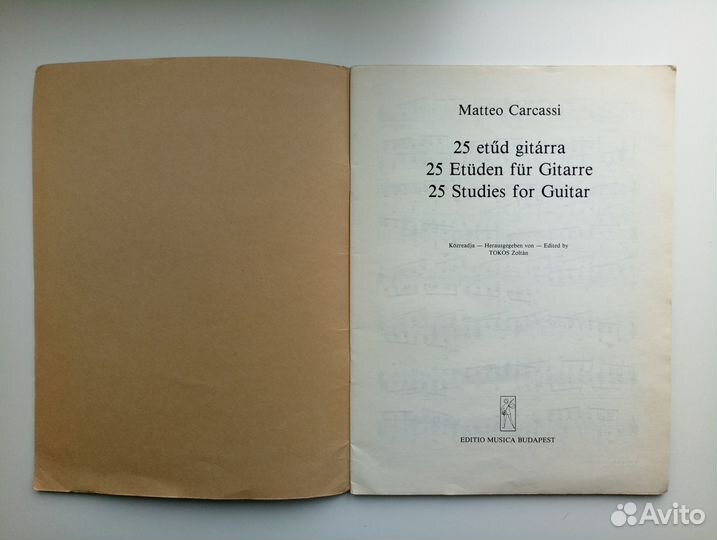 Matteo Carcassi
25 etűd gitárra
25 Etüden für Gitarre
25 Studies for Guitar
Közreadja — Herausgegeben von — Edited by
TOKOS Zoltán
EDITIO MUSICA BUDAPEST
Avito